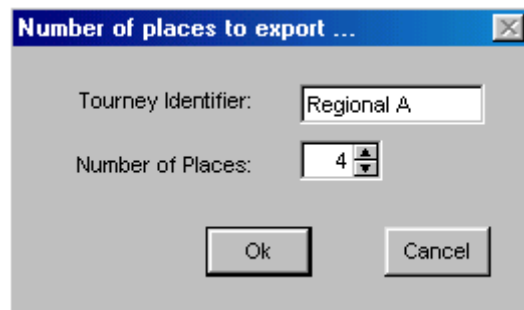 Number of places to export ...
Tourney Identifier: Regional A
Number of Places: 4
Ok Cancel